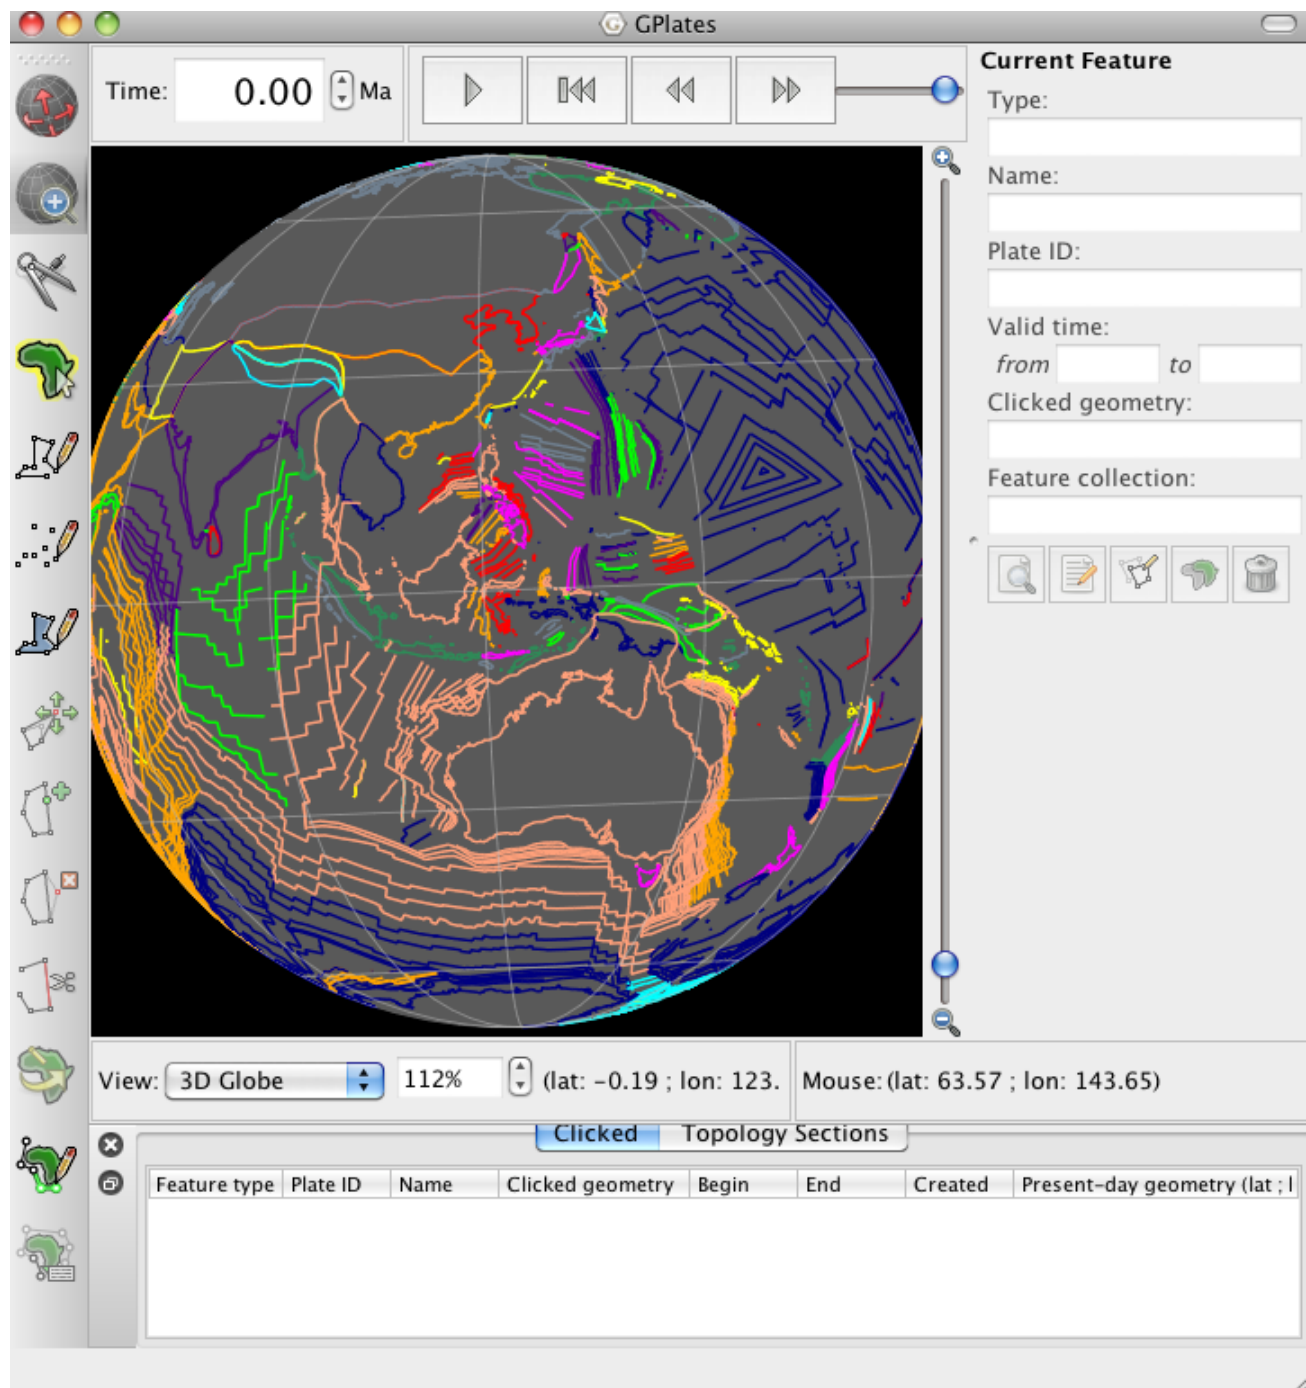 GPlates
Time: 0.00 Ma
Current Feature
Type:
Name:
Plate ID:
Valid time:
from to
Clicked geometry:
Feature collection:
View: 3D Globe 112% (lat: -0.19 ; lon: 123. Mouse: (lat: 63.57 ; lon: 143.65)
Clicked Topology Sections
Feature type Plate ID Name Clicked geometry Begin End Created Present-day geometry (lat ; l